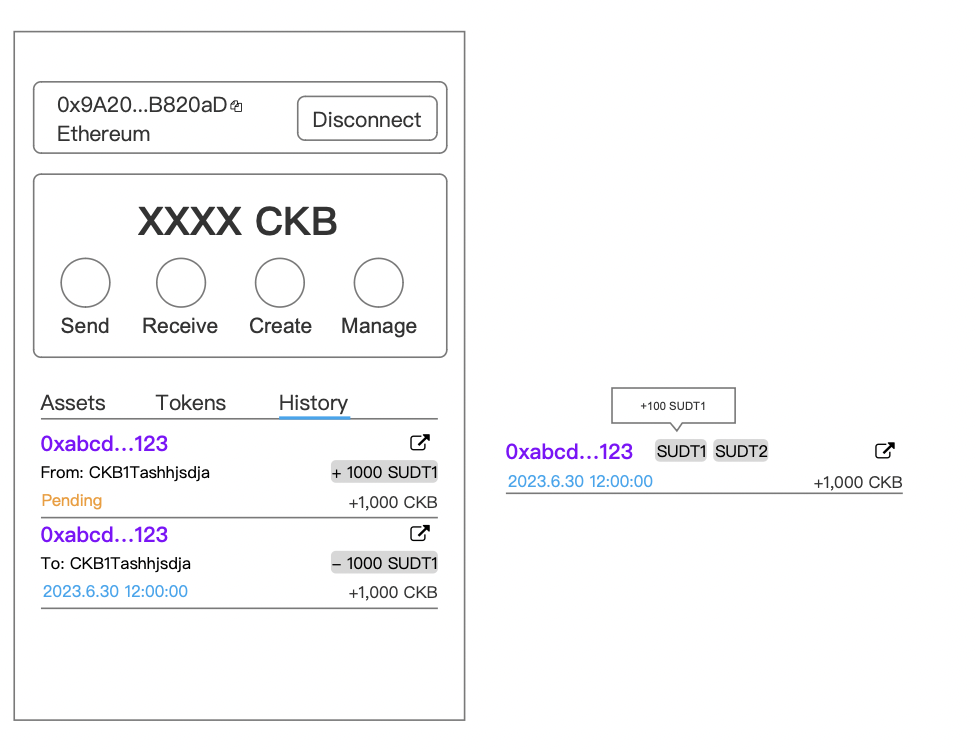 0x9A20...B820aD
Ethereum
Disconnect
XXXX CKB
Send
Receive
Create
Manage
Assets
Tokens
History
0xabcd...123
From: CKB1Tashhjsdja
+ 1000 SUDT1
Pending
+1,000 CKB
0xabcd...123
To: CKB1Tashhjsdja
– 1000 SUDT1
2023.6.30 12:00:00
+1,000 CKB
+100 SUDT1
0xabcd...123
SUDT1
SUDT2
2023.6.30 12:00:00
+1,000 CKB